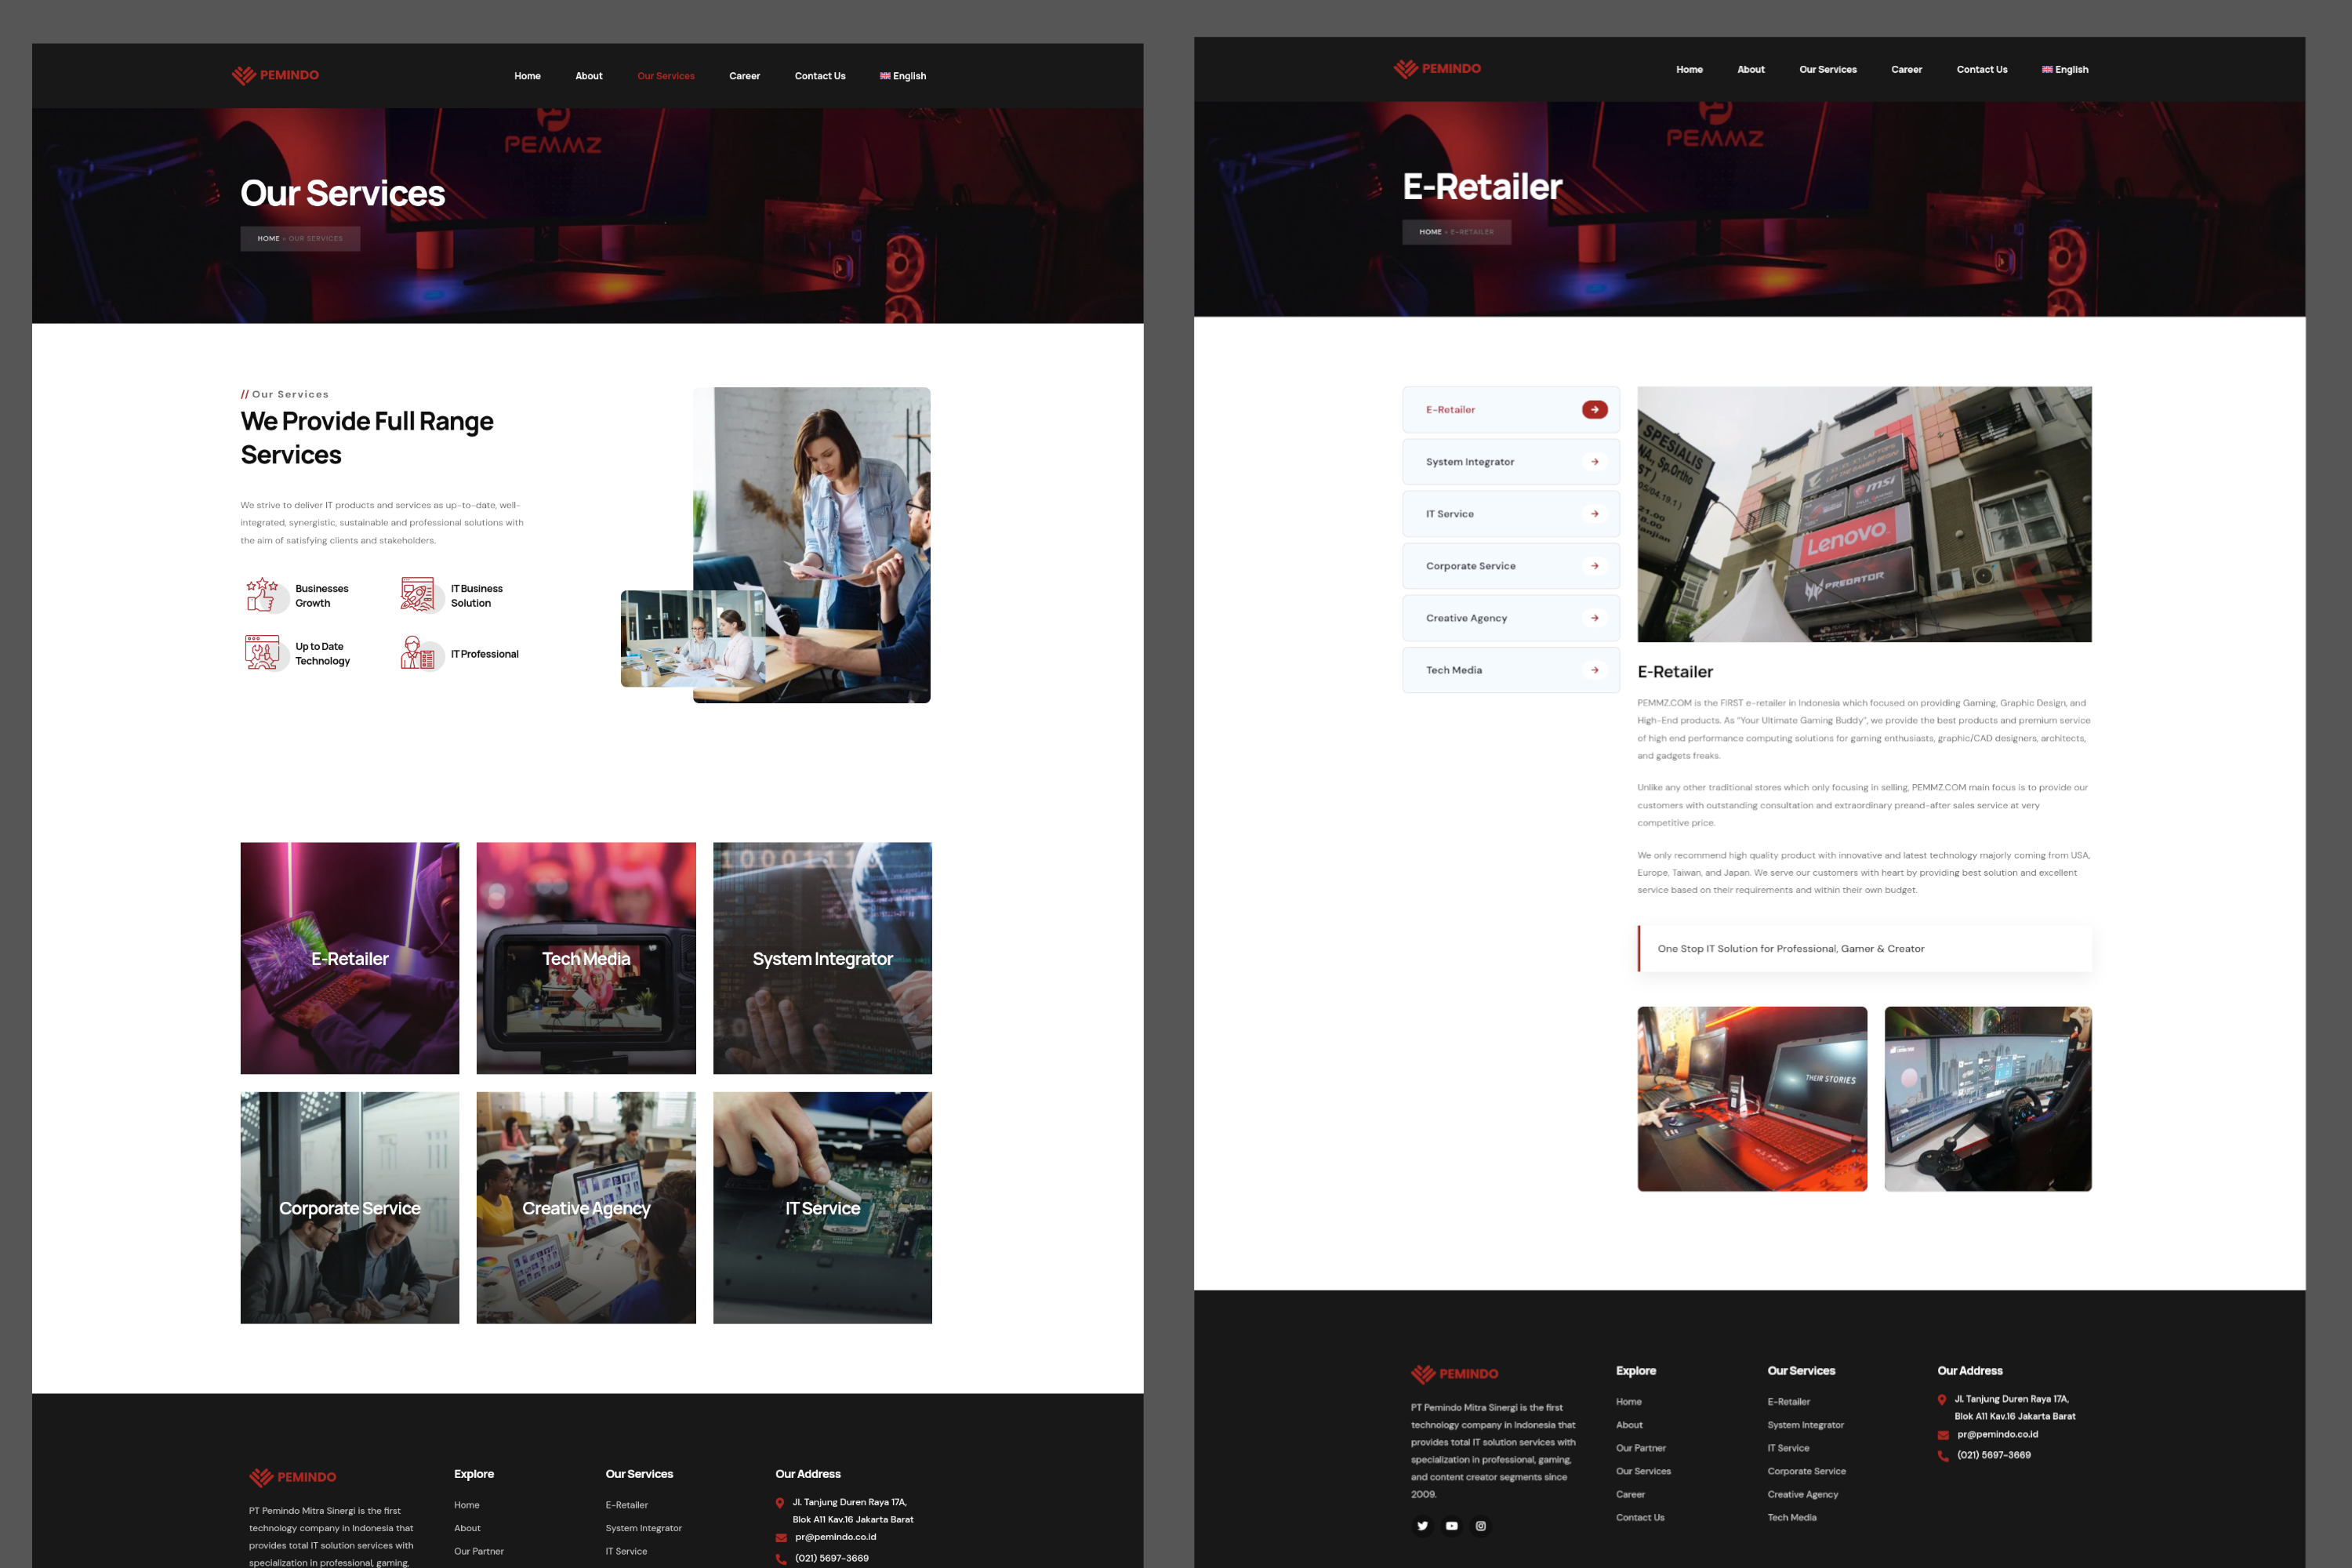 PEMINDO
Home About Our Services Career Contact Us English
PEMMZ
Our Services
HOME » OUR SERVICES
// Our Services
We Provide Full Range
Services
We strive to deliver IT products and services as up-to-date, well-
integrated, synergistic, sustainable and professional solutions with
the aim of satisfying clients and stakeholders.
Businesses
Growth
IT Business
Solution
Up to Date
Technology
IT Professional
E-Retailer
Tech Media
System Integrator
Corporate Service
Creative Agency
IT Service
PEMINDO
PT Pemindo Mitra Sinergi is the first
technology company in Indonesia that
provides total IT solution services with
specialization in professional, gaming,
Explore
Home
About
Our Partner
Our Services
E-Retailer
System Integrator
IT Service
Our Address
Jl. Tanjung Duren Raya 17A,
Blok A11 Kav.16 Jakarta Barat
pr@pemindo.co.id
(021) 5697-3669
PEMINDO
Home About Our Services Career Contact Us English
PEMMZ
E-Retailer
HOME » E-RETAILER
E-Retailer
System Integrator
IT Service
Corporate Service
Creative Agency
Tech Media
SPESIALIS
msi
Lenovo
PREDATOR
E-Retailer
PEMMZ.COM is the FIRST e-retailer in Indonesia which focused on providing Gaming, Graphic Design, and
High-End products. As "Your Ultimate Gaming Buddy", we provide the best products and premium service
of high end performance computing solutions for gaming enthusiasts, graphic/CAD designers, architects,
and gadgets freaks.
Unlike any other traditional stores which only focusing in selling, PEMMZ.COM main focus is to provide our
customers with outstanding consultation and extraordinary preand-after sales service at very
competitive price.
We only recommend high quality product with innovative and latest technology majorly coming from USA,
Europe, Taiwan, and Japan. We serve our customers with heart by providing best solution and excellent
service based on their requirements and within their own budget.
One Stop IT Solution for Professional, Gamer & Creator
THEIR STORIES
PEMINDO
PT Pemindo Mitra Sinergi is the first
technology company in Indonesia that
provides total IT solution services with
specialization in professional, gaming,
and content creator segments since
2009.
Explore
Home
About
Our Partner
Our Services
Career
Contact Us
Our Services
E-Retailer
System Integrator
IT Service
Corporate Service
Creative Agency
Tech Media
Our Address
Jl. Tanjung Duren Raya 17A,
Blok A11 Kav.16 Jakarta Barat
pr@pemindo.co.id
(021) 5697-3669